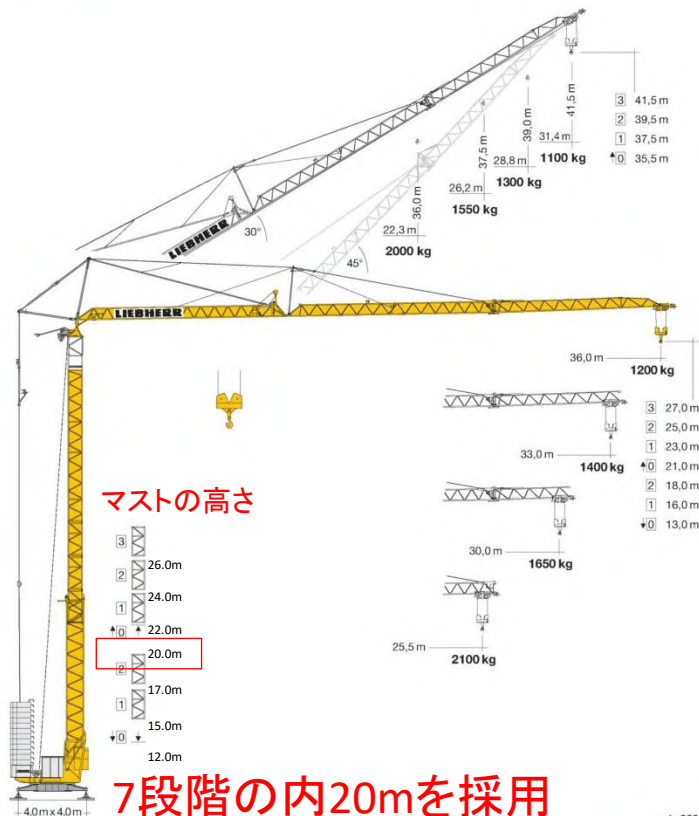 41,5 m
3 41,5 m
2 39,5 m
1 37,5 m
0 35,5 m
31,4 m
1100 kg
39,0 m
28,8 m
1300 kg
37,5 m
26,2 m
1550 kg
36,0 m
22,3 m
2000 kg
LIEBHERR
30°
45°
LIEBHERR
36,0 m
1200 kg
3 27,0 m
2 25,0 m
1 23,0 m
0 21,0 m
2 18,0 m
1 16,0 m
0 13,0 m
33,0 m
1400 kg
30,0 m
1650 kg
25,5 m
2100 kg
マストの高さ
3
26.0m
2
24.0m
1
22.0m
0
20.0m
2
17.0m
1
15.0m
0
12.0m
4,0 m x 4,0 m
7段階の内20mを採用